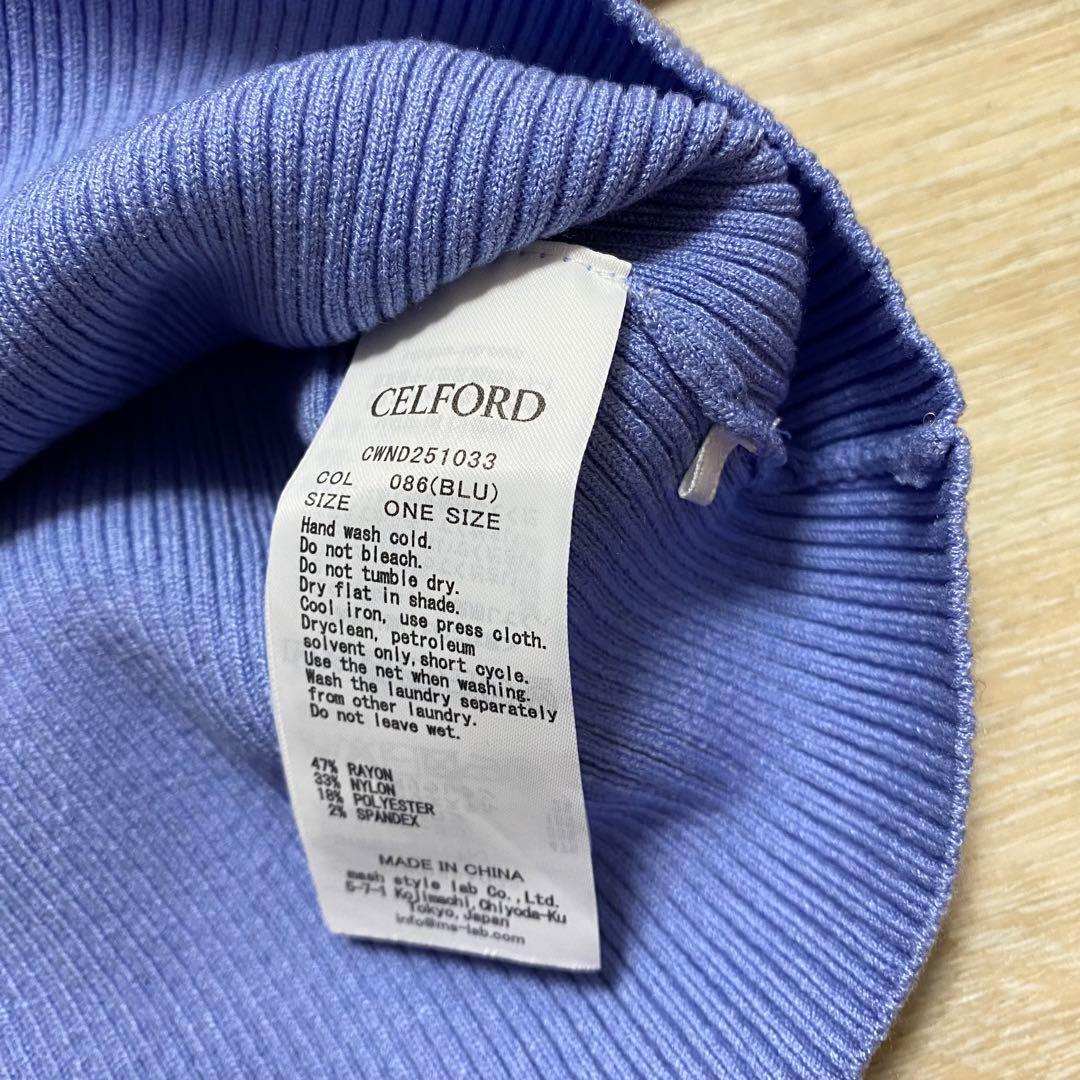 CELFORD
CWND251033
COL 086(BLU)
SIZE ONE SIZE
Hand wash cold.
Do not bleach.
Do not tumble dry.
Dry flat in shade.
Cool iron, use press cloth.
Dryclean, petroleum
solvent only,short cycle.
Use the net when washing.
Wash the laundry separately
from other laundry.
Do not leave wet.
47% RAYON
33% NYLON
18% POLYESTER
2% SPANDEX
MADE IN CHINA
mash style lab Co.,Ltd.
5-7-1 Kojimachi,Chiyoda-Ku
Tokyo,Japan
info@ms-lab.com